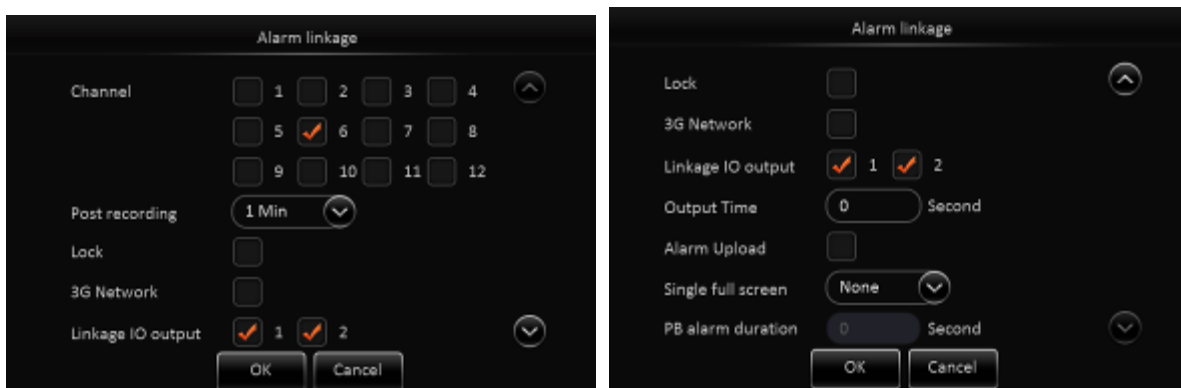 Alarm linkage
Channel 1 2 3 4
5 6 7 8
9 10 11 12
Post recording 1 Min
Lock
3G Network
Linkage IO output 1 2
OK Cancel
Alarm linkage
Lock
3G Network
Linkage IO output 1 2
Output Time 0 Second
Alarm Upload
Single full screen None
PB alarm duration 0 Second
OK Cancel